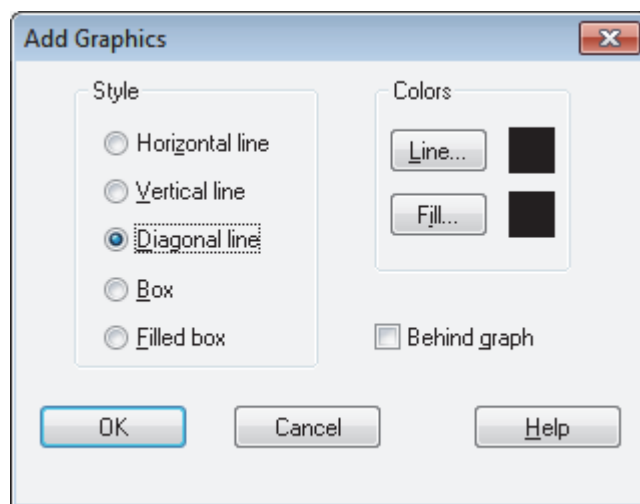 Add Graphics
Style
Horizontal line
Vertical line
Diagonal line
Box
Filled box
Colors
Line...
Fill...
Behind graph
OK
Cancel
Help